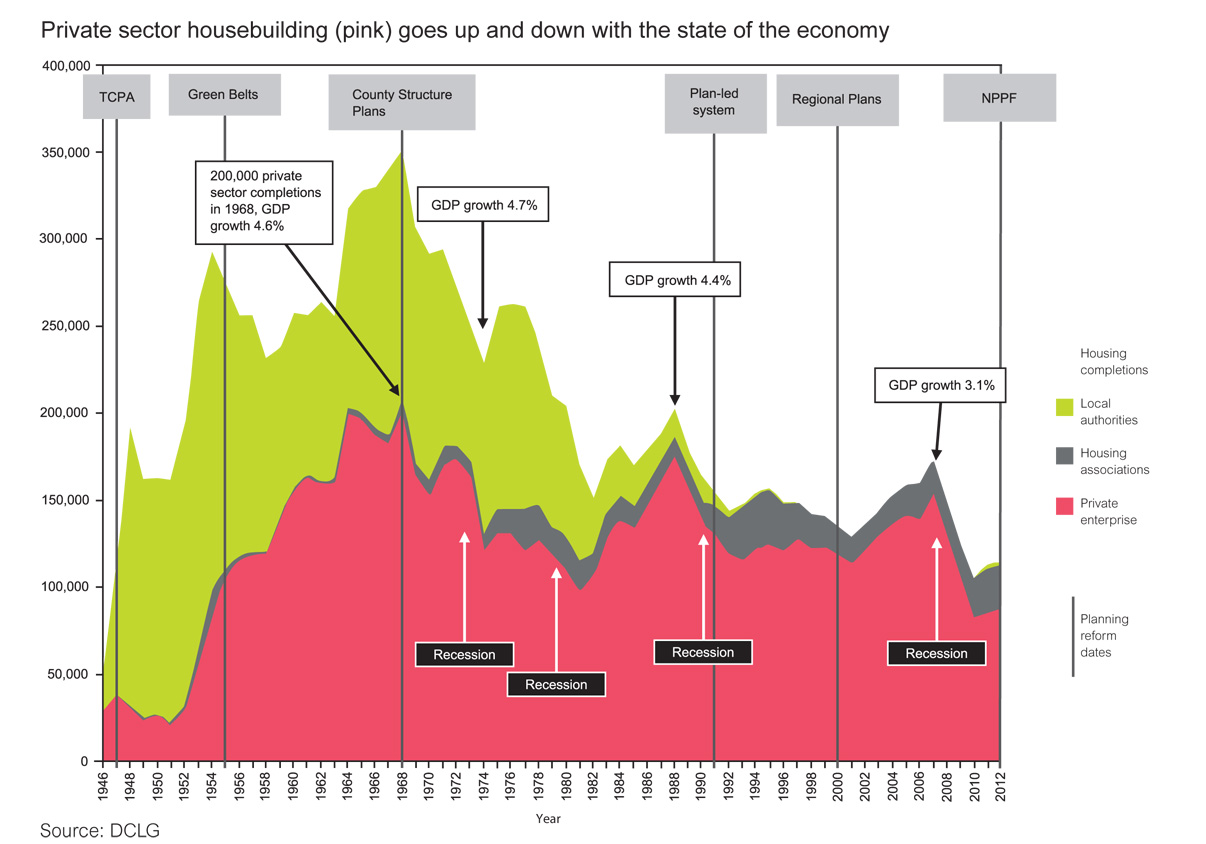 Private sector housebuilding (pink) goes up and down with the state of the economy
400,000
350,000
300,000
250,000
200,000
150,000
100,000
50,000
0
TCPA
Green Belts
County Structure
Plans
Plan-led
system
Regional Plans
NPPF
200,000 private
sector completions
in 1968, GDP
growth 4.6%
GDP growth 4.7%
GDP growth 4.4%
GDP growth 3.1%
Recession
Recession
Recession
Recession
Housing
completions
Local
authorities
Housing
associations
Private
enterprise
Planning
reform
dates
1946
1948
1950
1952
1954
1956
1958
1960
1962
1964
1966
1968
1970
1972
1974
1976
1978
1980
1982
1984
1986
1988
1990
1992
1994
1996
1998
2000
2002
2004
2006
2008
2010
2012
Year
Source: DCLG